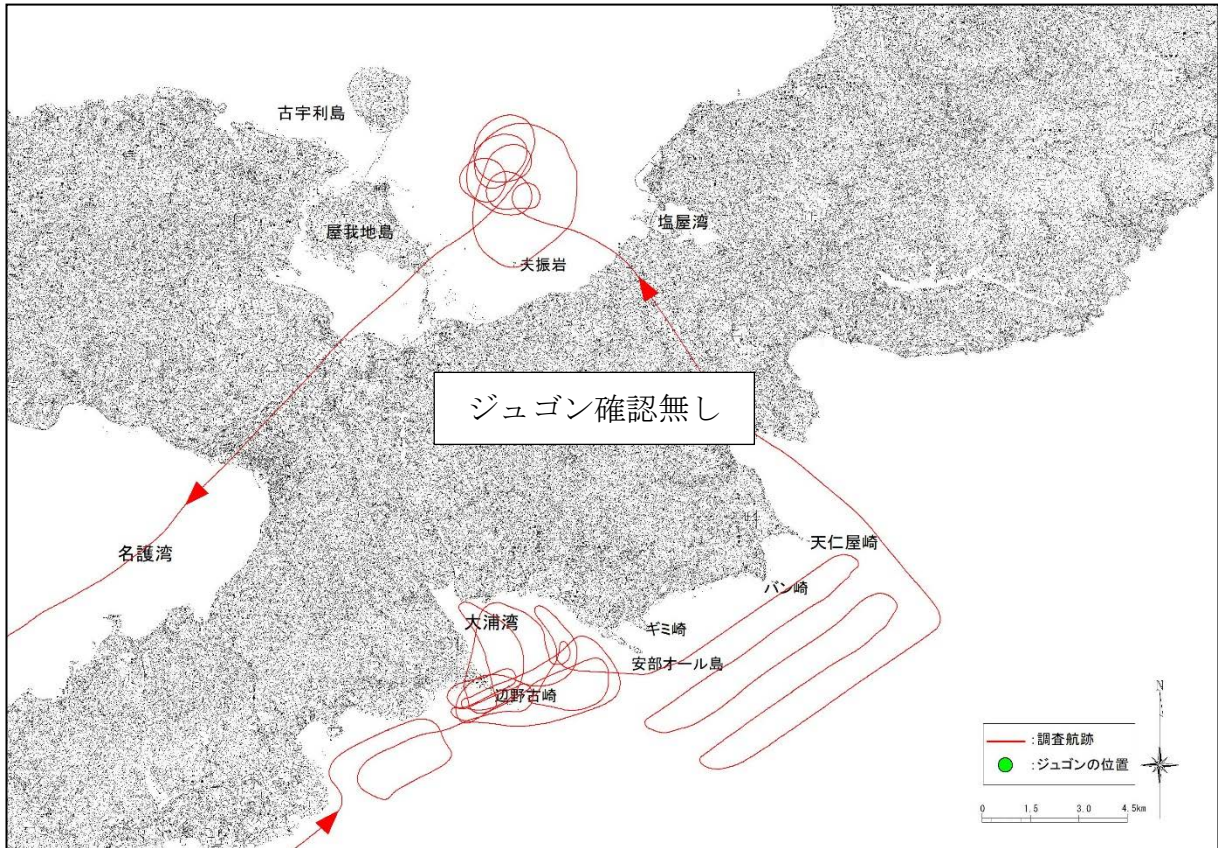 古宇利島
屋我地島
塩屋湾
夫振岩
ジュゴン確認無し
名護湾
天仁屋崎
バン崎
大浦湾
ギミ崎
安部オール島
辺野古崎
N
:調査航跡
:ジュゴンの位置
0 1.5 3.0 4.5km